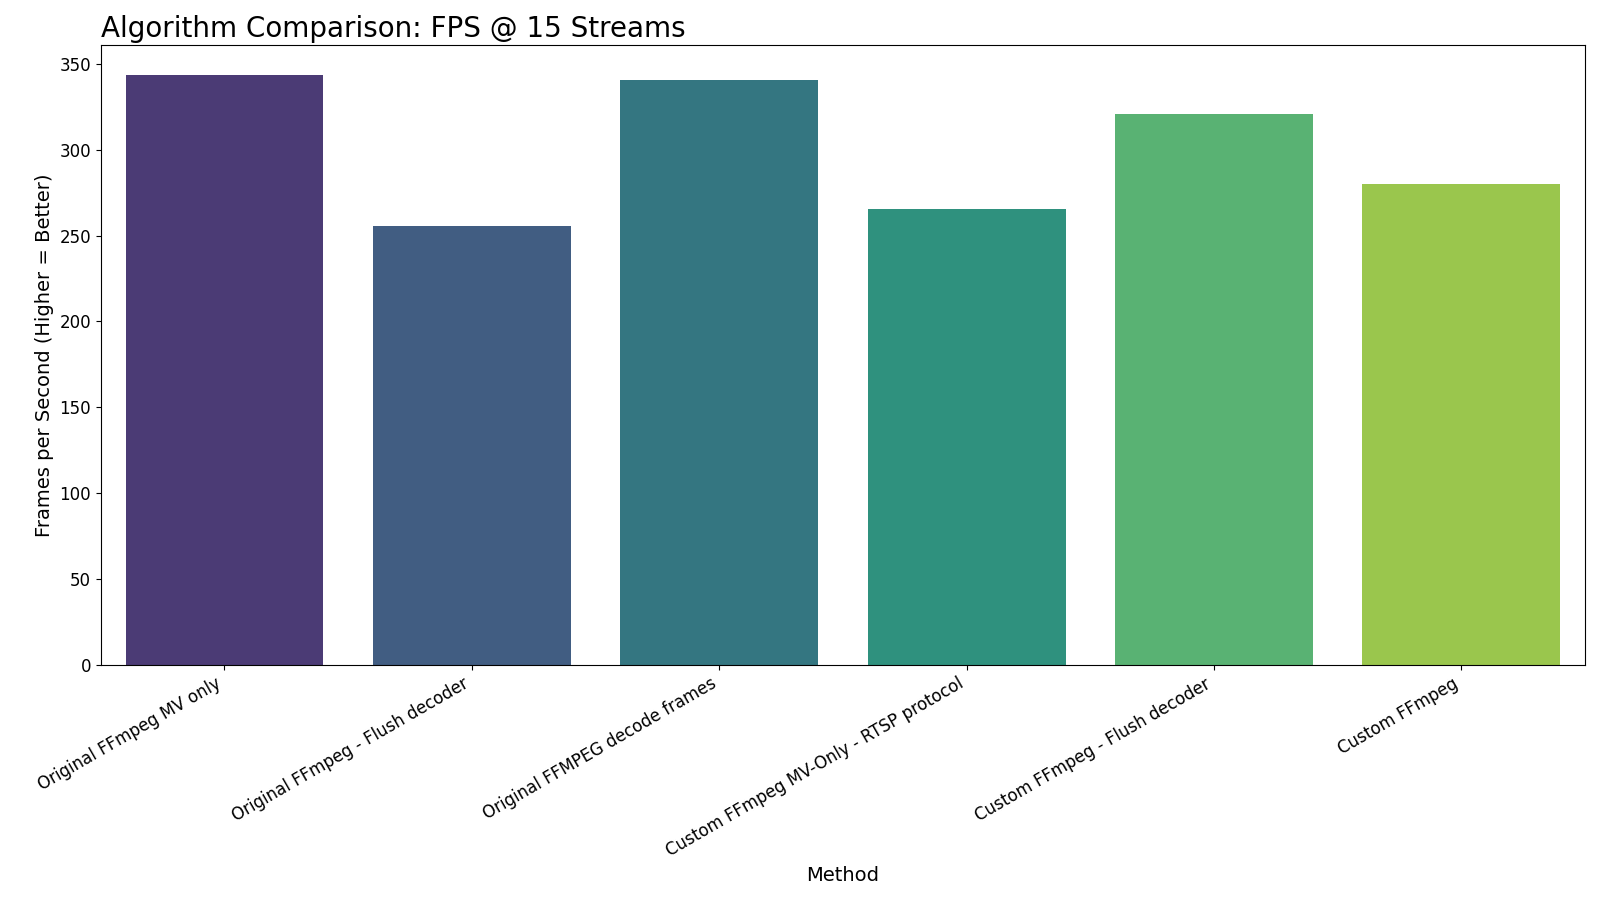 Algorithm Comparison: FPS @ 15 Streams
Frames per Second (Higher = Better)
350
300
250
200
150
100
50
0
Original FFmpeg MV only
Original FFmpeg - Flush decoder
Original FFMPEG decode frames
Custom FFmpeg MV-Only - RTSP protocol
Custom FFmpeg - Flush decoder
Custom FFmpeg
Method